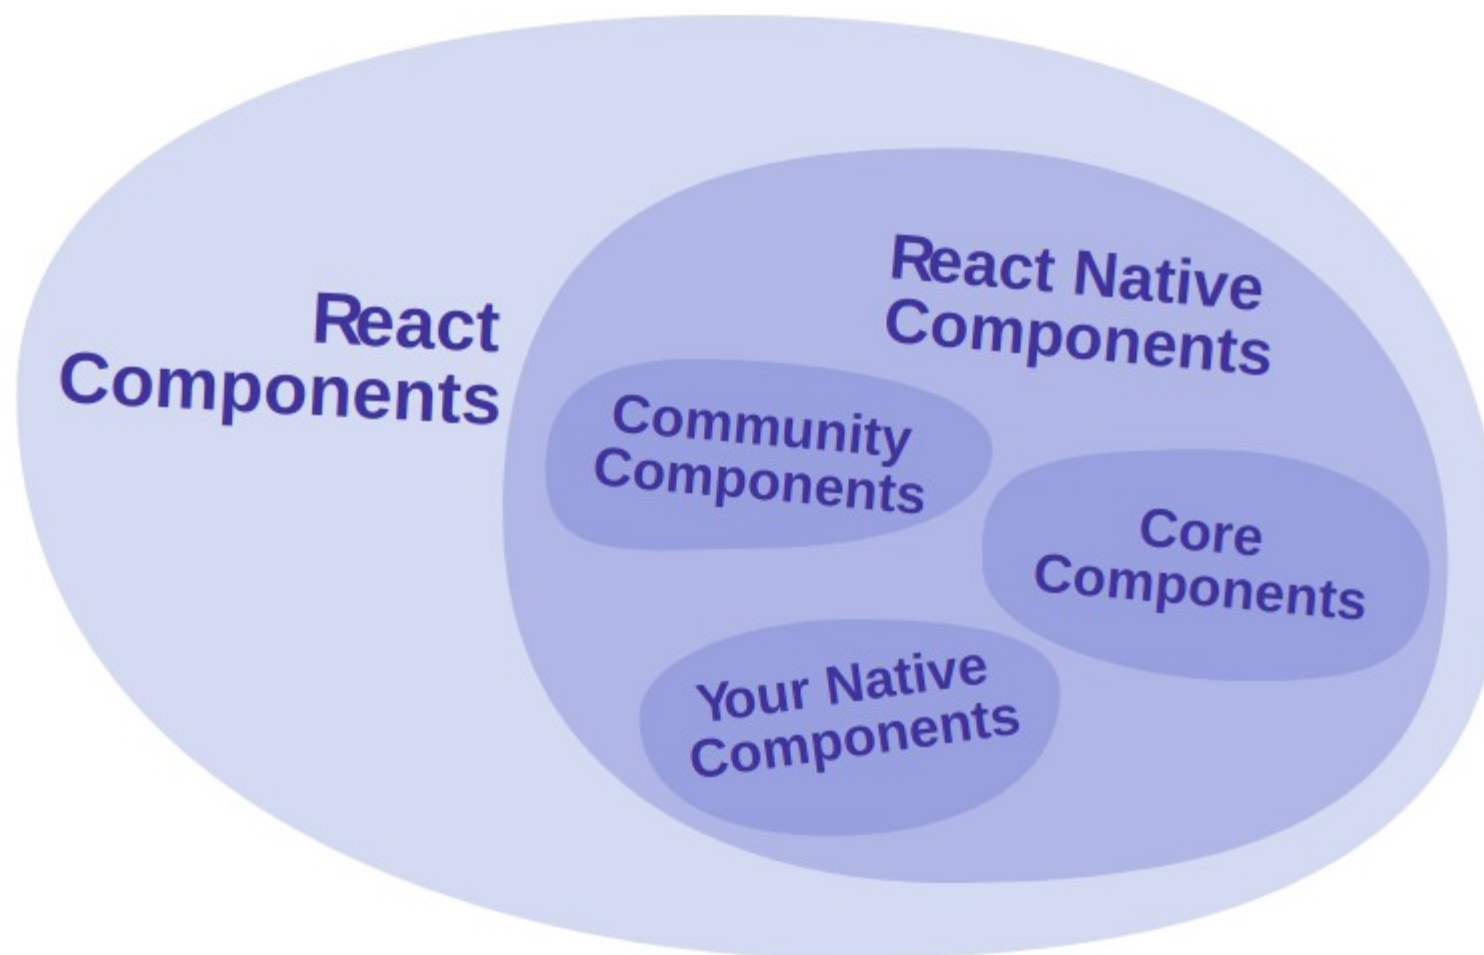 React
Components
React Native
Components
Community
Components
Core
Components
Your Native
Components